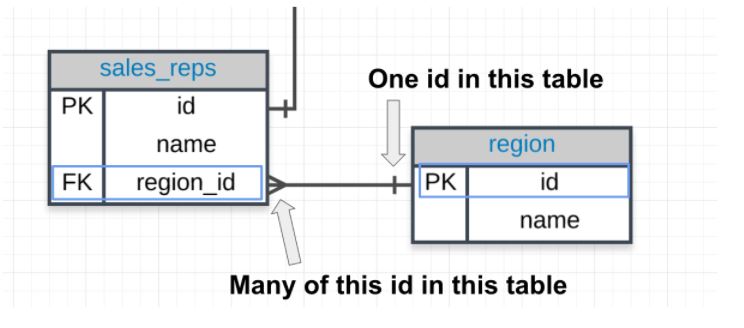 sales_reps
PK id
name
FK region_id
One id in this table
region
PK id
name
Many of this id in this table